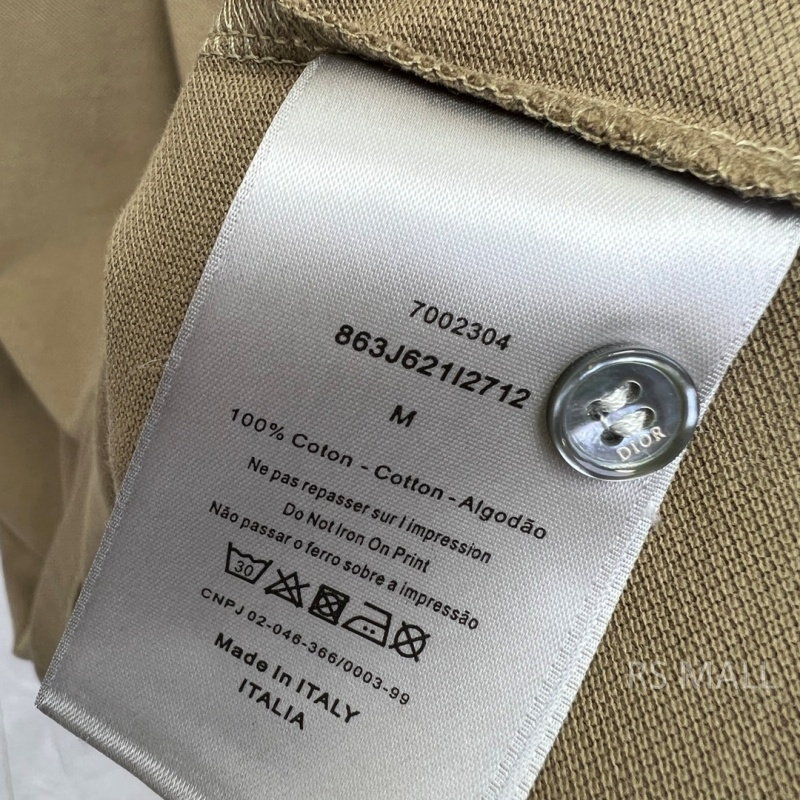 7002304
863J621I2712
M
100% Coton - Cotton - Algodão
Ne pas repasser sur l impression
Do Not Iron On Print
Não passar o ferro sobre a impressão
30
CNPJ 02-046-366/0003-99
Made In ITALY
ITALIA
DIOR
RS MALL